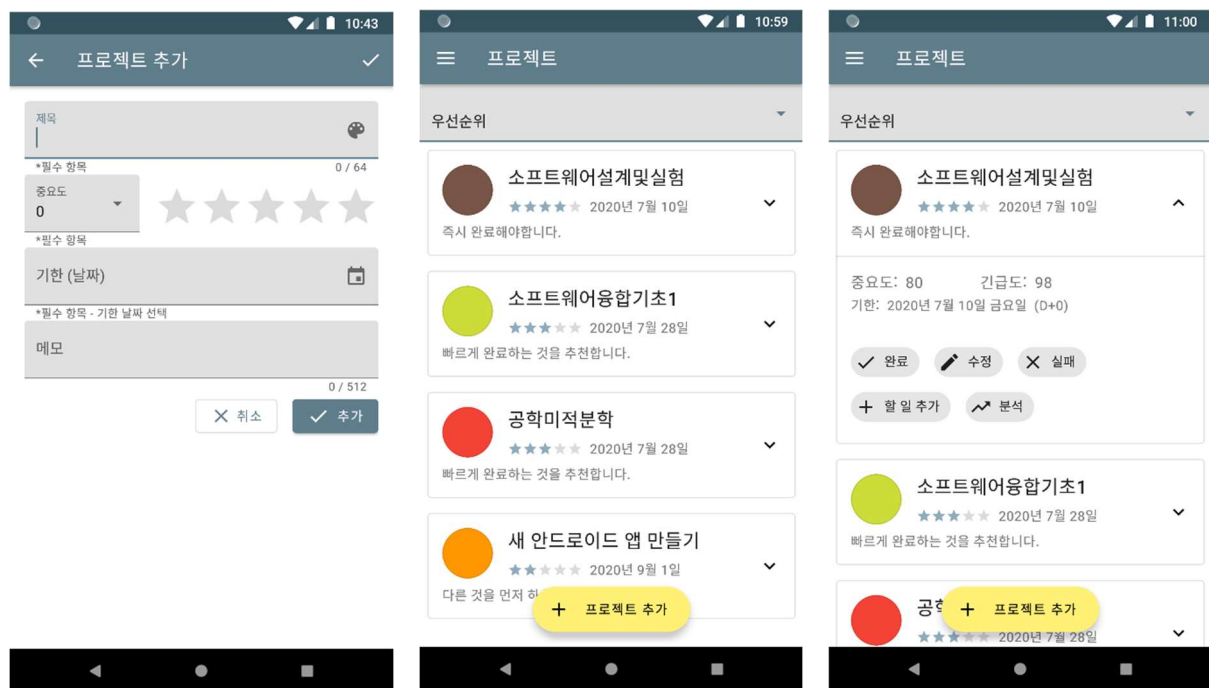 10:43
프로젝트 추가
제목
*필수 항목
0 / 64
중요도
0
*필수 항목
기한 (날짜)
*필수 항목 - 기한 날짜 선택
메모
0 / 512
취소
추가
10:59
프로젝트
우선순위
소프트웨어설계및실험
2020년 7월 10일
즉시 완료해야합니다.
소프트웨어융합기초1
2020년 7월 28일
빠르게 완료하는 것을 추천합니다.
공학미적분학
2020년 7월 28일
빠르게 완료하는 것을 추천합니다.
새 안드로이드 앱 만들기
2020년 9월 1일
다른 것을 먼저
프로젝트 추가
11:00
프로젝트
우선순위
소프트웨어설계및실험
2020년 7월 10일
즉시 완료해야합니다.
중요도: 80 긴급도: 98
기한: 2020년 7월 10일 금요일 (D+0)
완료 수정 실패
할 일 추가 분석
소프트웨어융합기초1
2020년 7월 28일
빠르게 완료하는 것을 추천합니다.
프로젝트 추가
2020년 7월 28일